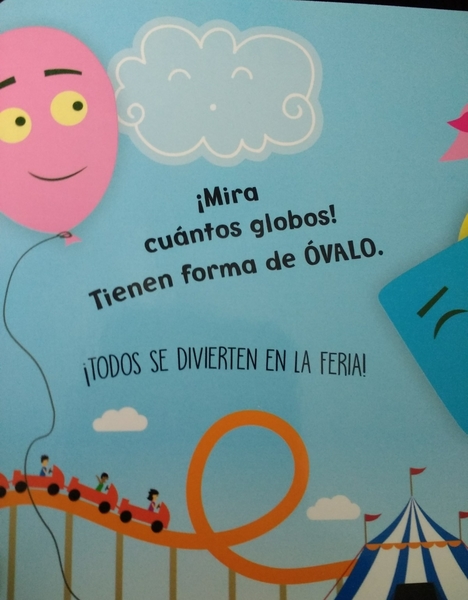 ¡Mira
cuántos globos!
Tienen forma de ÓVALO.
¡TODOS SE DIVIERTEN EN LA FERIA!